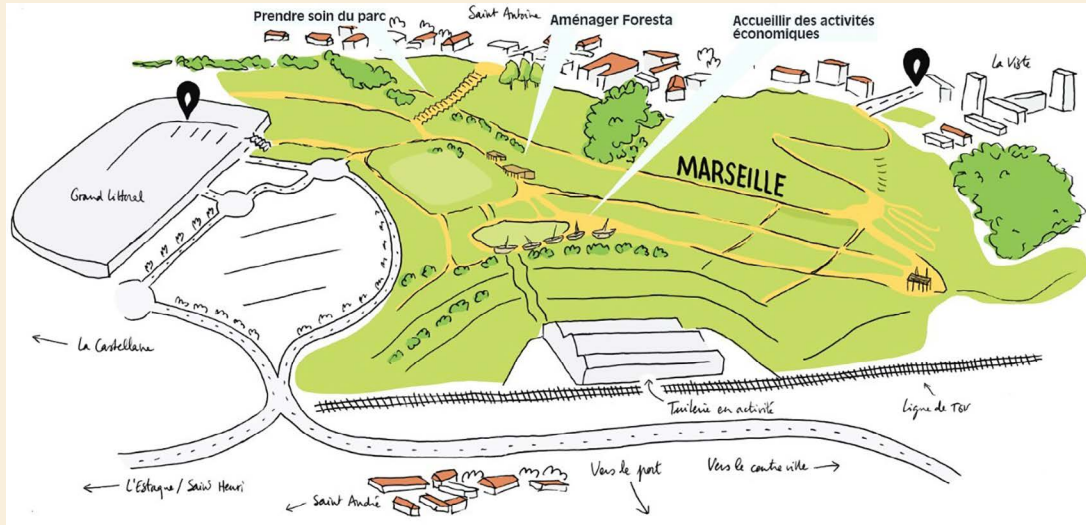 Prendre soin du parc
Saint Antoine
Aménager Foresta
Accueillir des activités
économiques
La Viste
Grand Littoral
MARSEILLE
La Castellane
Tuilerie en activité
Ligne de TGV
L'Estaque / Saint Henri
Saint André
Vers le port
Vers le centre ville